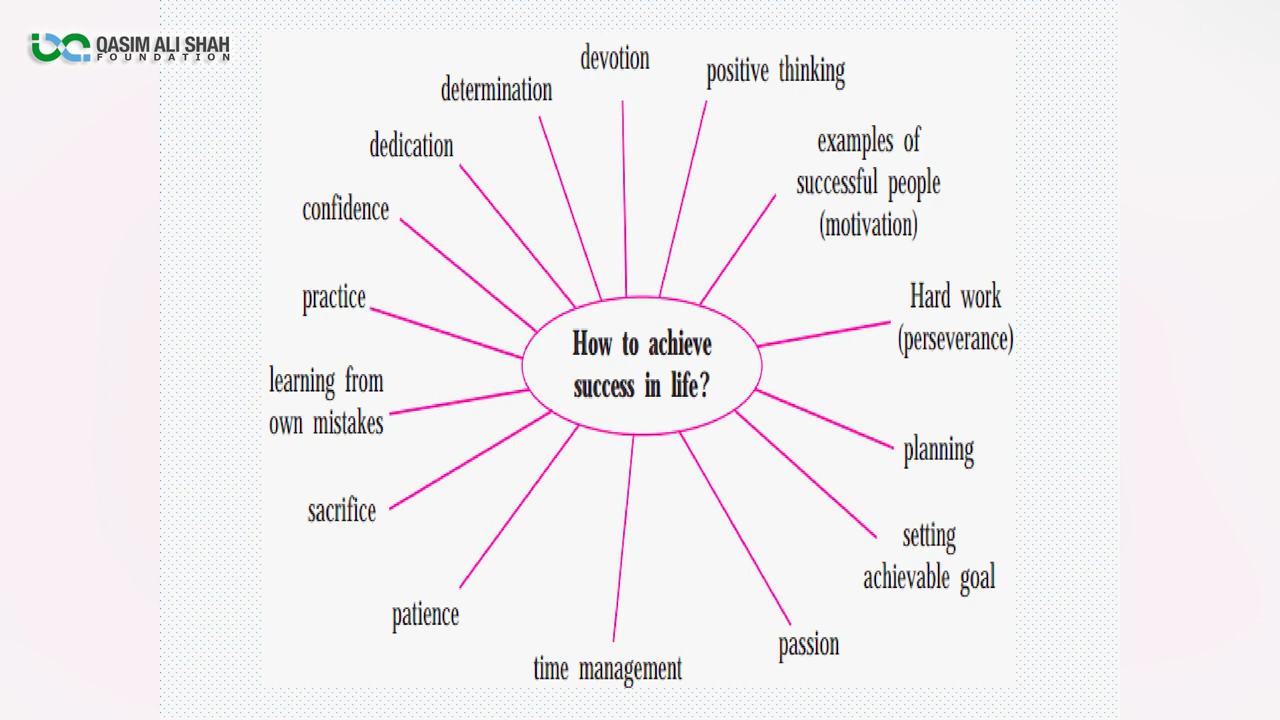 QASIM ALI SHAH
FOUNDATION
devotion
positive thinking
determination
examples of
successful people
(motivation)
dedication
confidence
Hard work
(perseverance)
practice
How to achieve
success in life?
learning from
own mistakes
planning
sacrifice
setting
achievable goal
patience
passion
time management